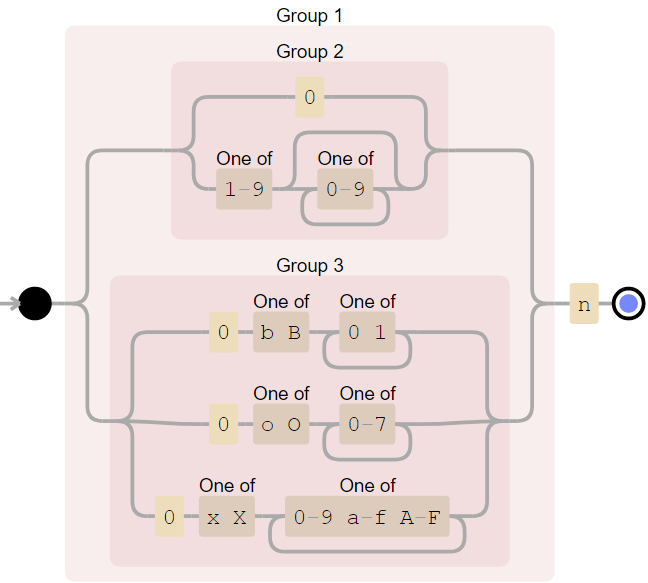 Group 1
Group 2
0
One of
1-9
One of
0-9
Group 3
0
One of
b B
One of
0 1
n
0
One of
o O
One of
0-7
0
One of
x X
One of
0-9 a-f A-F